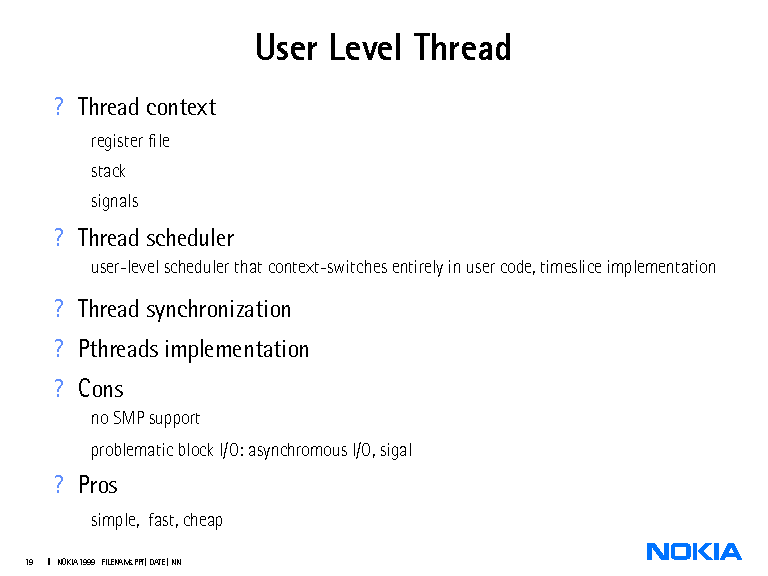 User Level Thread
? Thread context
register file
stack
signals
? Thread scheduler
user-level scheduler that context-switches entirely in user code, timeslice implementation
? Thread synchronization
? Pthreads implementation
? Cons
no SMP support
problematic block I/O: asynchromous I/O, sigal
? Pros
simple, fast, cheap
19 | NOKIA 1999 FILENAMs.PPT | DATE | NN
NOKIA